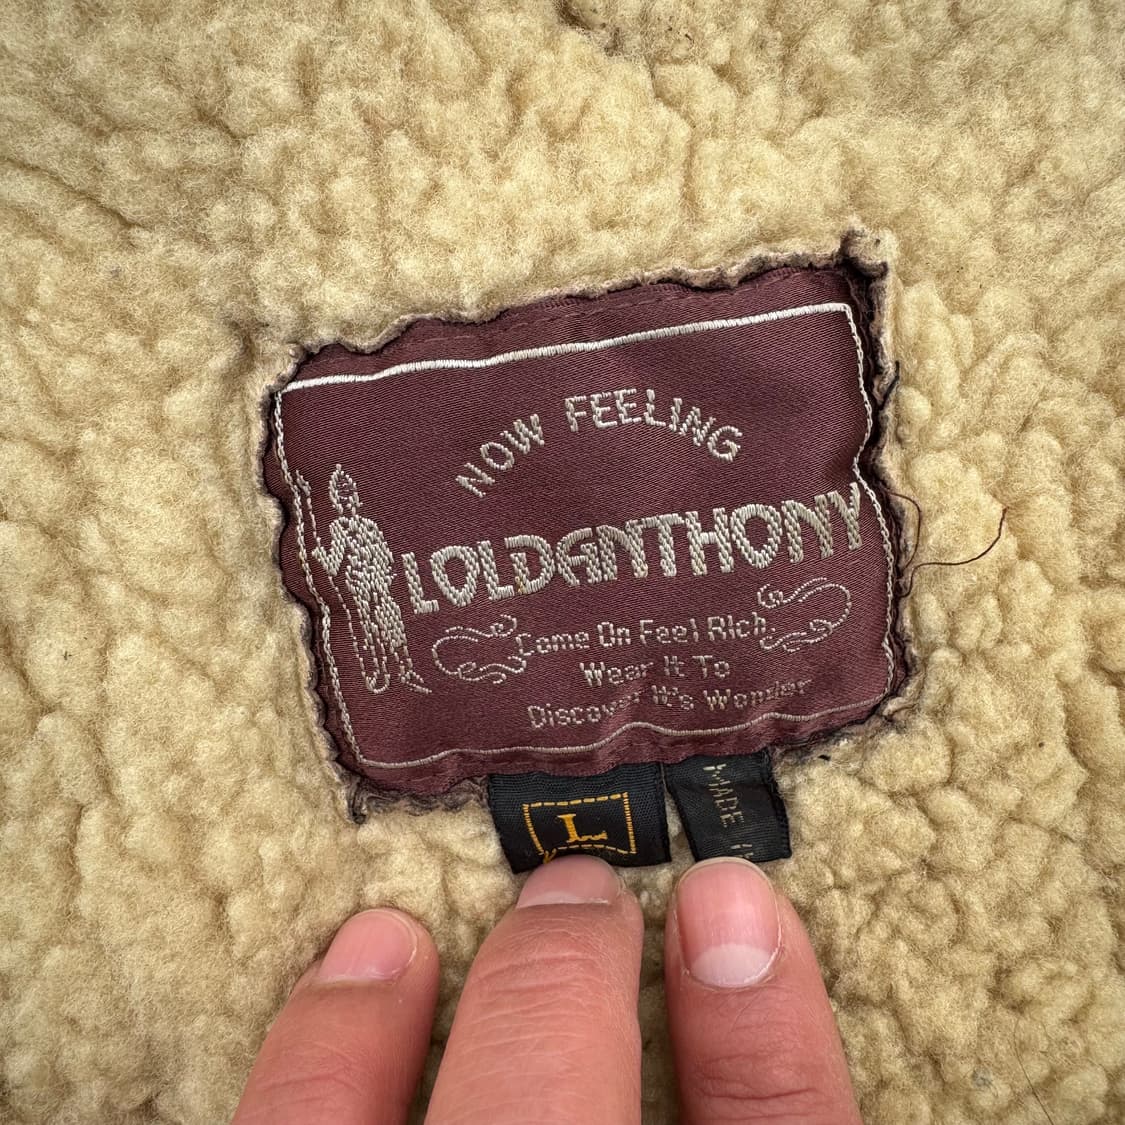 NOW FEELING
LOLDANTHONY
Come On Feel Rich.
Wear It To
Discover It's Wonder
L
MADE